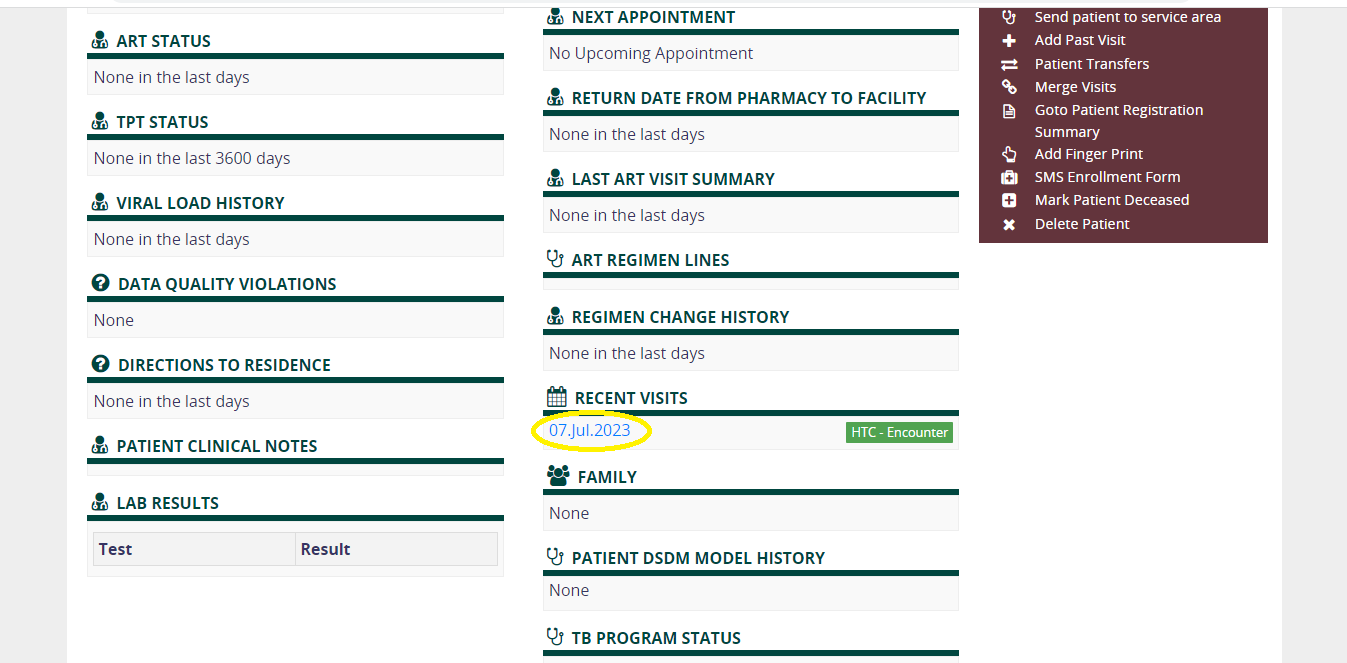 ART STATUS
None in the last days
TPT STATUS
None in the last 3600 days
VIRAL LOAD HISTORY
None in the last days
DATA QUALITY VIOLATIONS
None
DIRECTIONS TO RESIDENCE
None in the last days
PATIENT CLINICAL NOTES
LAB RESULTS
Test Result
NEXT APPOINTMENT
No Upcoming Appointment
RETURN DATE FROM PHARMACY TO FACILITY
None in the last days
LAST ART VISIT SUMMARY
None in the last days
ART REGIMEN LINES
REGIMEN CHANGE HISTORY
None in the last days
RECENT VISITS
07.Jul.2023 HTC - Encounter
FAMILY
None
PATIENT DSDM MODEL HISTORY
None
TB PROGRAM STATUS
Send patient to service area
Add Past Visit
Patient Transfers
Merge Visits
Goto Patient Registration
Summary
Add Finger Print
SMS Enrollment Form
Mark Patient Deceased
Delete Patient